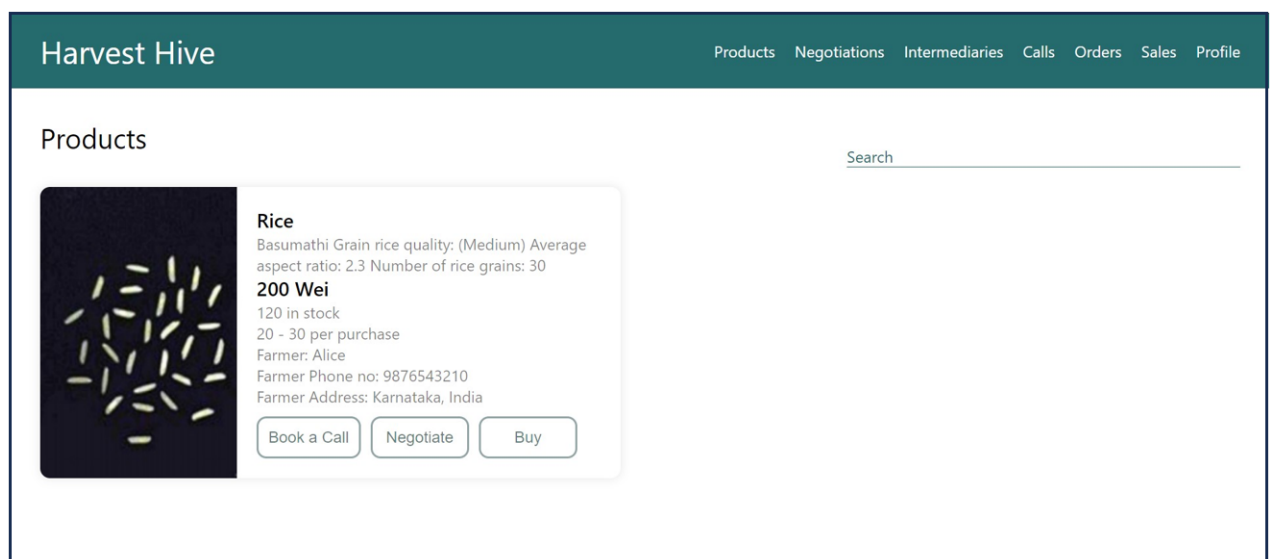 Harvest Hive
Products Negotiations Intermediaries Calls Orders Sales Profile
Products
Search
Rice
Basumathi Grain rice quality: (Medium) Average
aspect ratio: 2.3 Number of rice grains: 30
200 Wei
120 in stock
20 - 30 per purchase
Farmer: Alice
Farmer Phone no: 9876543210
Farmer Address: Karnataka, India
Book a Call Negotiate Buy